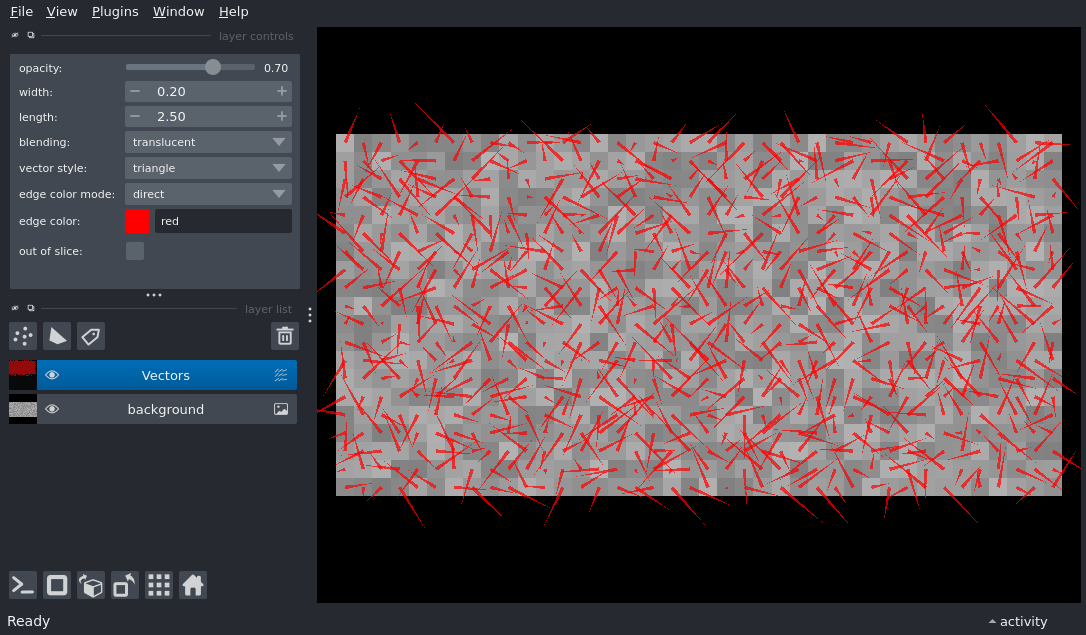 File View Plugins Window Help
layer controls
opacity: 0.70
width: − 0.20 +
length: − 2.50 +
blending: translucent
vector style: triangle
edge color mode: direct
edge color: red
out of slice:
layer list
Vectors
background
Ready
activity